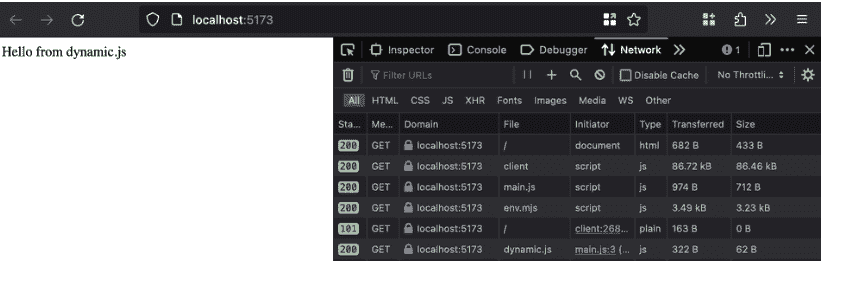 localhost:5173
Hello from dynamic.js
Inspector Console Debugger Network 1
Filter URLs Disable Cache No Throttli...
All HTML CSS JS XHR Fonts Images Media WS Other
Sta... Me... Domain File Initiator Type Transferred Size
200 GET localhost:5173 / document html 682 B 433 B
200 GET localhost:5173 client script js 86.72 kB 86.46 kB
200 GET localhost:5173 main.js script js 974 B 712 B
200 GET localhost:5173 env.mjs script js 3.49 kB 3.23 kB
101 GET localhost:5173 / client:268... plain 163 B 0 B
200 GET localhost:5173 dynamic.js main.js:3 (... js 322 B 62 B